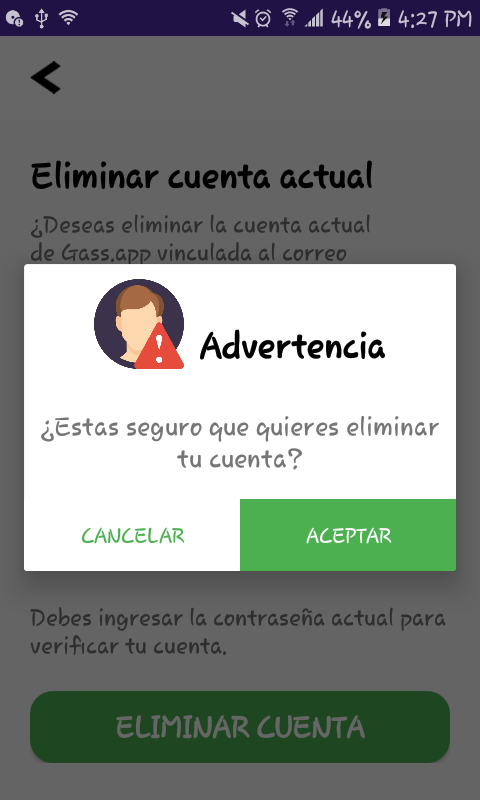 44% 4:27 PM
Eliminar cuenta actual
¿Deseas eliminar la cuenta actual
de Gass.app vinculada al correo
Advertencia
¿Estas seguro que quieres eliminar
tu cuenta?
CANCELAR ACEPTAR
Debes ingresar la contraseña actual para
verificar tu cuenta.
ELIMINAR CUENTA